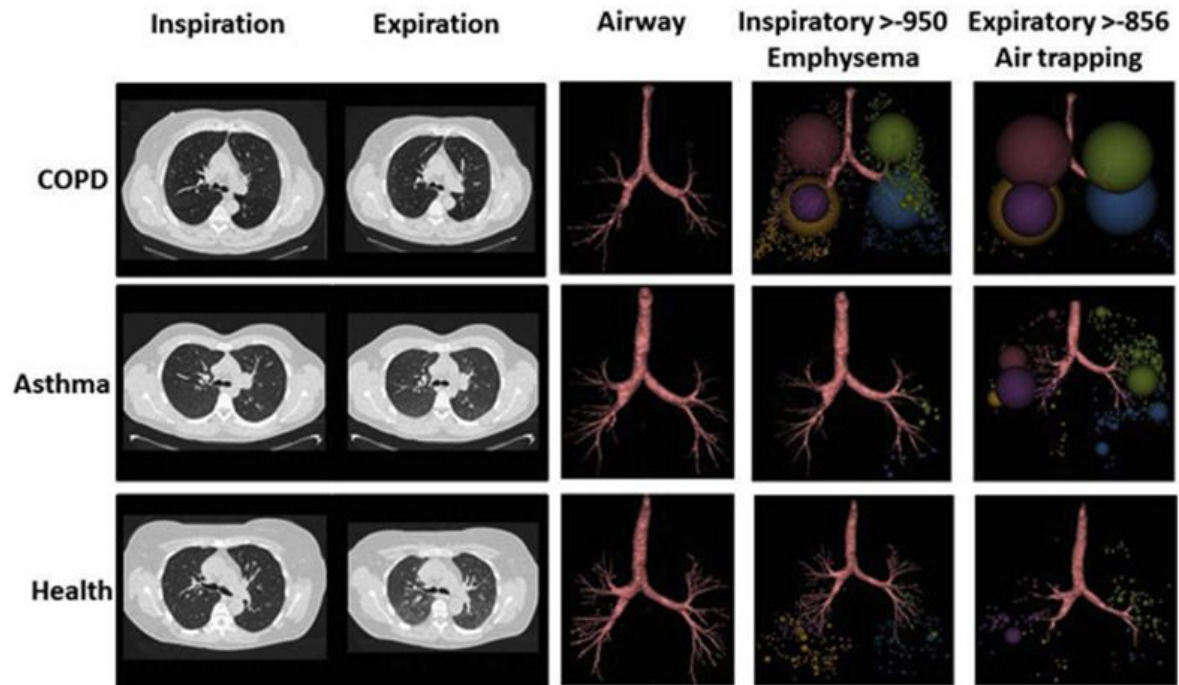 Inspiration
Expiration
Airway
Inspiratory >-950
Emphysema
Expiratory >-856
Air trapping
COPD
Asthma
Health